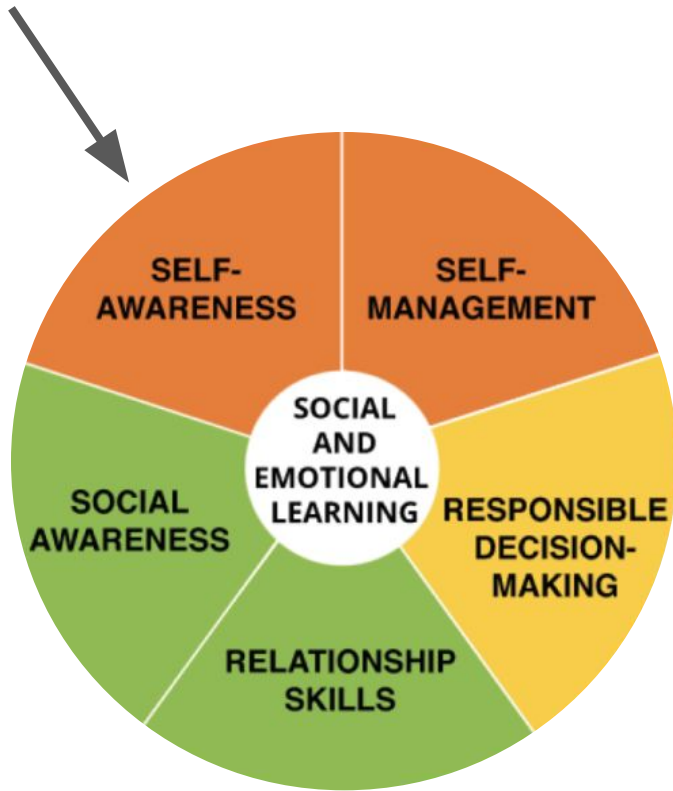 SELF-
AWARENESS
SELF-
MANAGEMENT
SOCIAL
AND
EMOTIONAL
LEARNING
SOCIAL
AWARENESS
RESPONSIBLE
DECISION-
MAKING
RELATIONSHIP
SKILLS